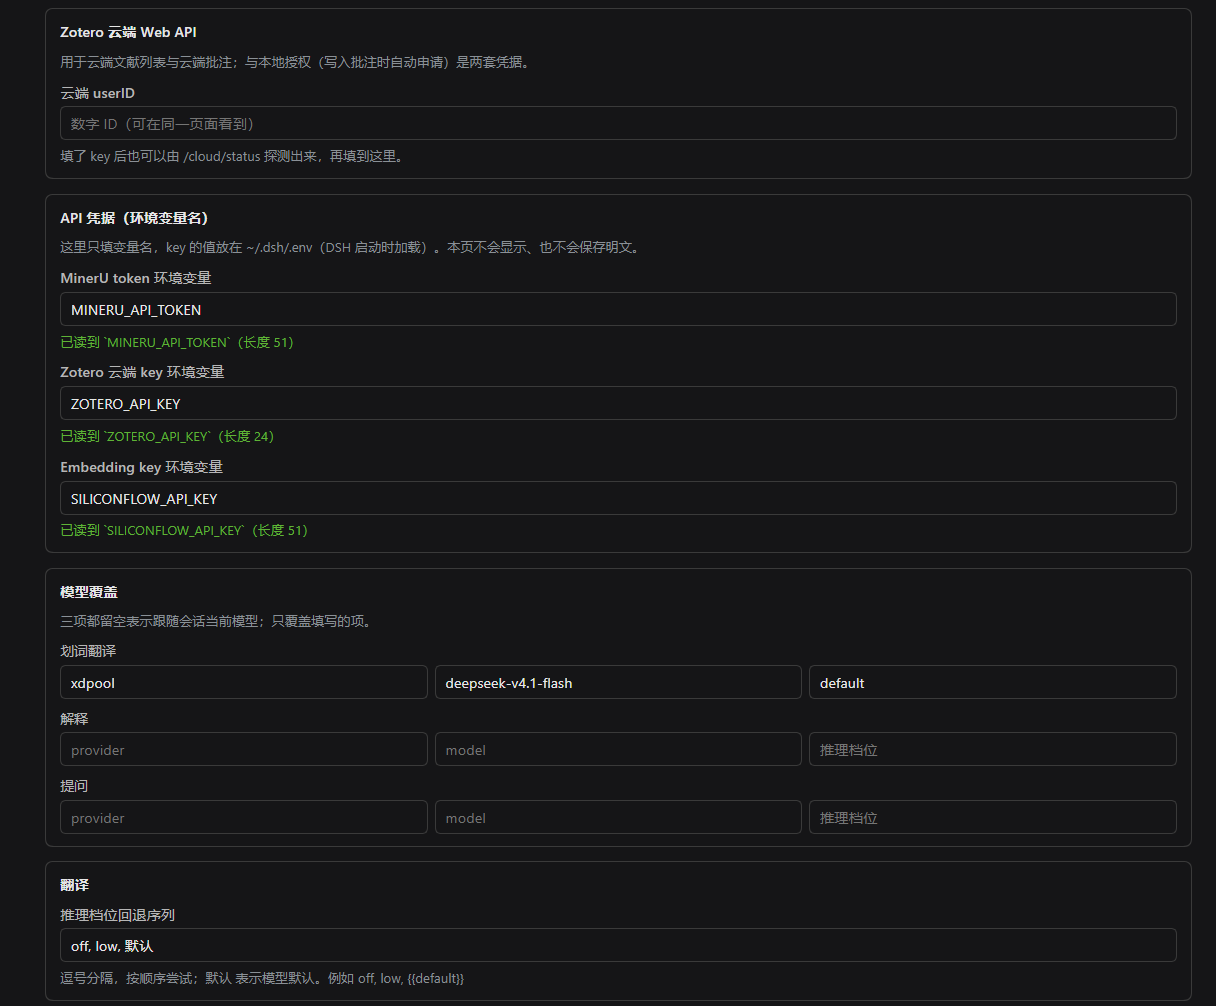 Zotero 云端 Web API
用于云端文献列表与云端批注；与本地授权（写入批注时自动申请）是两套凭据。
云端 userID
数字 ID（可在同一页面看到）
填了 key 后也可以由 /cloud/status 探测出来，再填到这里。
API 凭据（环境变量名）
这里只填变量名，key 的值放在 ~/.dsh/.env（DSH 启动时加载）。本页不会显示、也不会保存明文。
MinerU token 环境变量
MINERU_API_TOKEN
已读到 `MINERU_API_TOKEN`（长度 51）
Zotero 云端 key 环境变量
ZOTERO_API_KEY
已读到 `ZOTERO_API_KEY`（长度 24）
Embedding key 环境变量
SILICONFLOW_API_KEY
已读到 `SILICONFLOW_API_KEY`（长度 51）
模型覆盖
三项都留空表示跟随会话当前模型；只覆盖填写的项。
划词翻译
xdpool deepseek-v4.1-flash default
解释
provider model 推理档位
提问
provider model 推理档位
翻译
推理档位回退序列
off, low, 默认
逗号分隔，按顺序尝试；默认 表示模型默认。例如 off, low, {{default}}